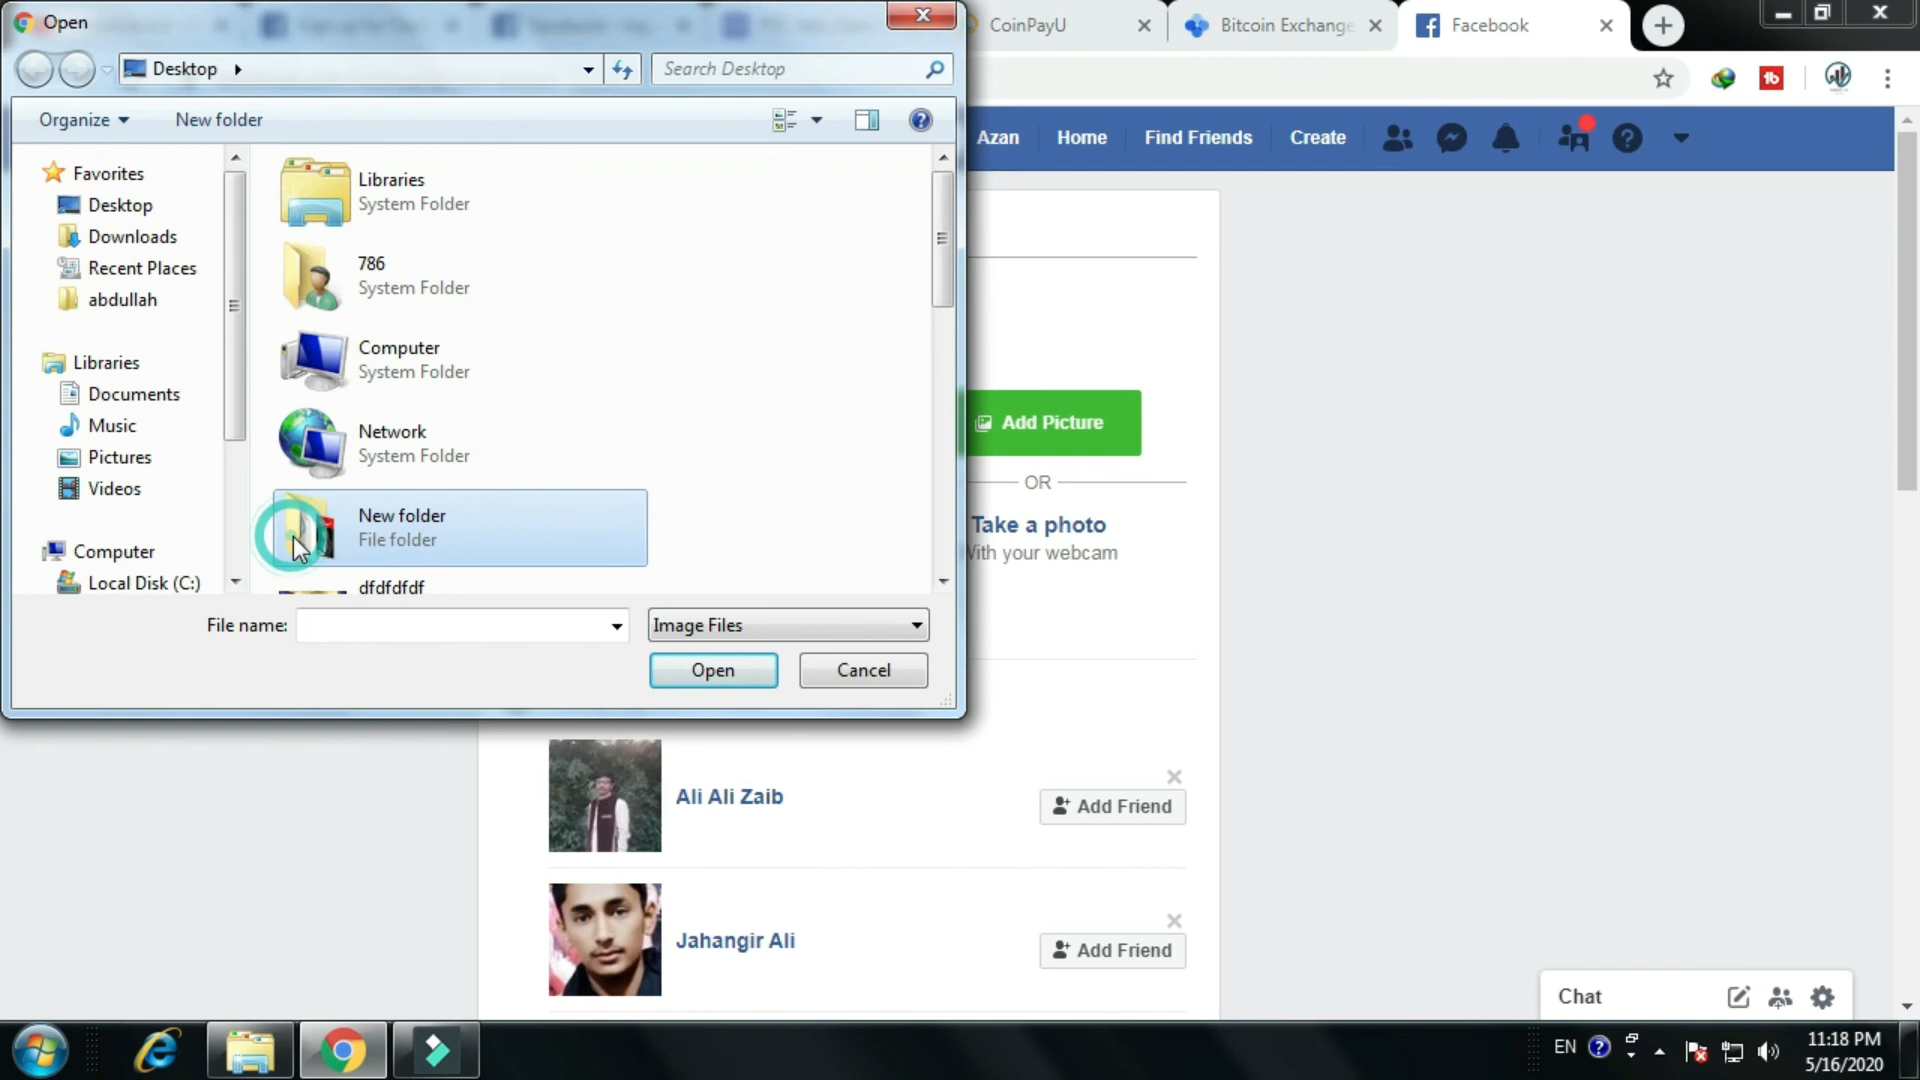 Open
CoinPayU
Bitcoin Exchange
Facebook
Desktop
Search Desktop
Organize
New folder
Azan
Home
Find Friends
Create
Favorites
Desktop
Downloads
Recent Places
abdullah
Libraries
Documents
Music
Pictures
Videos
Computer
Local Disk (C:)
Libraries
System Folder
786
System Folder
Computer
System Folder
Network
System Folder
New folder
File folder
dfdfdfdf
File name:
Image Files
Open
Cancel
Add Picture
OR
Take a photo
With your webcam
Ali Ali Zaib
Add Friend
Jahangir Ali
Add Friend
Chat
EN
11:18 PM
5/16/2020